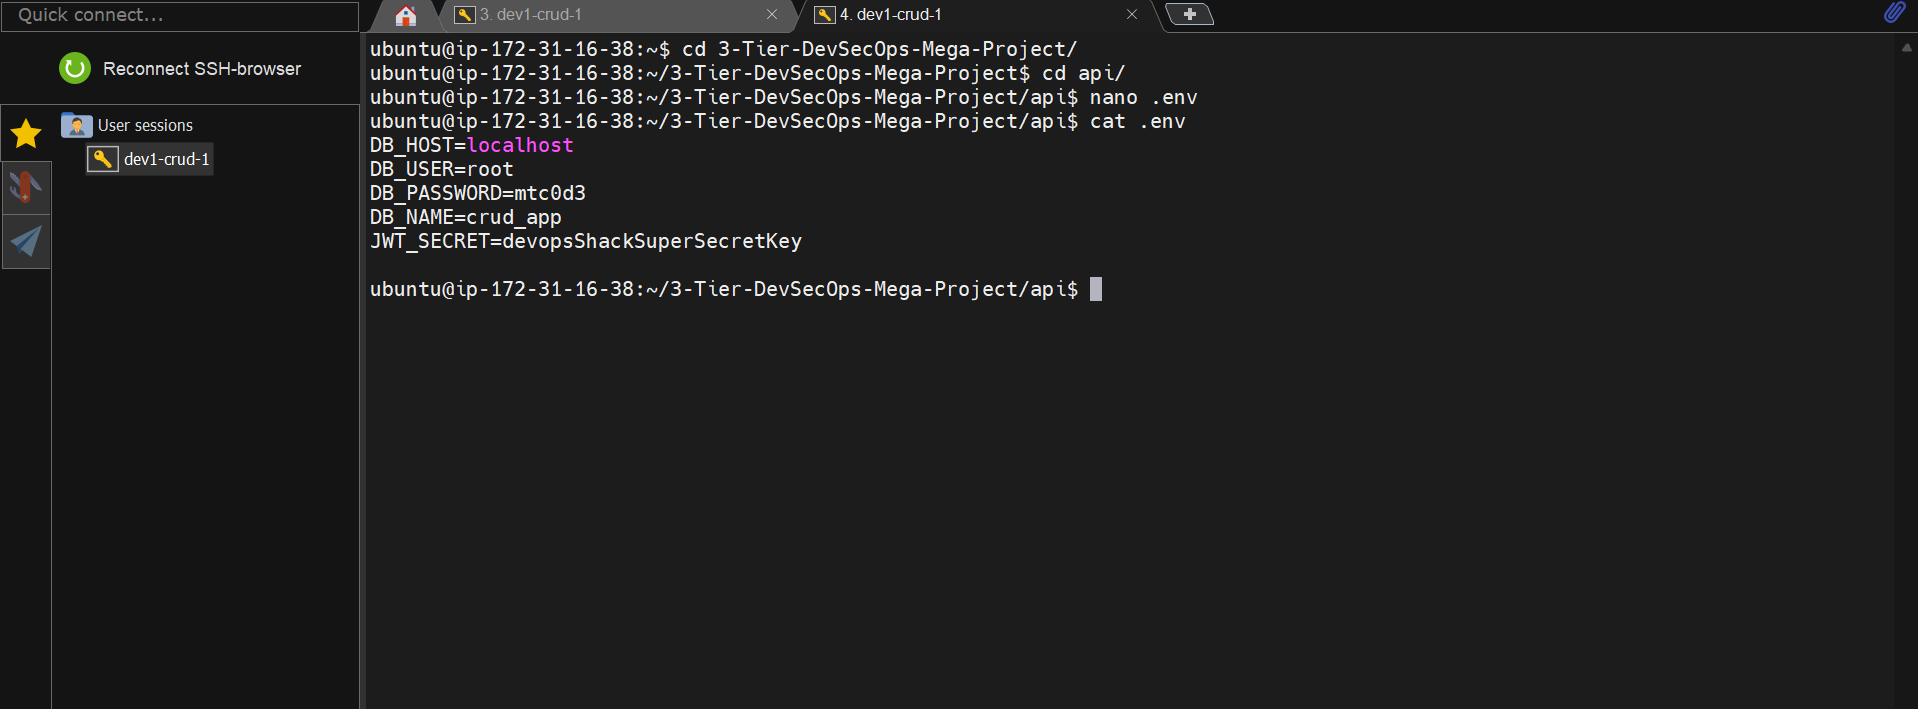 Quick connect...
3. dev1-crud-1
4. dev1-crud-1
Reconnect SSH-browser
User sessions
dev1-crud-1
ubuntu@ip-172-31-16-38:~$ cd 3-Tier-DevSecOps-Mega-Project/
ubuntu@ip-172-31-16-38:~/3-Tier-DevSecOps-Mega-Project$ cd api/
ubuntu@ip-172-31-16-38:~/3-Tier-DevSecOps-Mega-Project/api$ nano .env
ubuntu@ip-172-31-16-38:~/3-Tier-DevSecOps-Mega-Project/api$ cat .env
DB_HOST=localhost
DB_USER=root
DB_PASSWORD=mtc0d3
DB_NAME=crud_app
JWT_SECRET=devopsShackSuperSecretKey
ubuntu@ip-172-31-16-38:~/3-Tier-DevSecOps-Mega-Project/api$